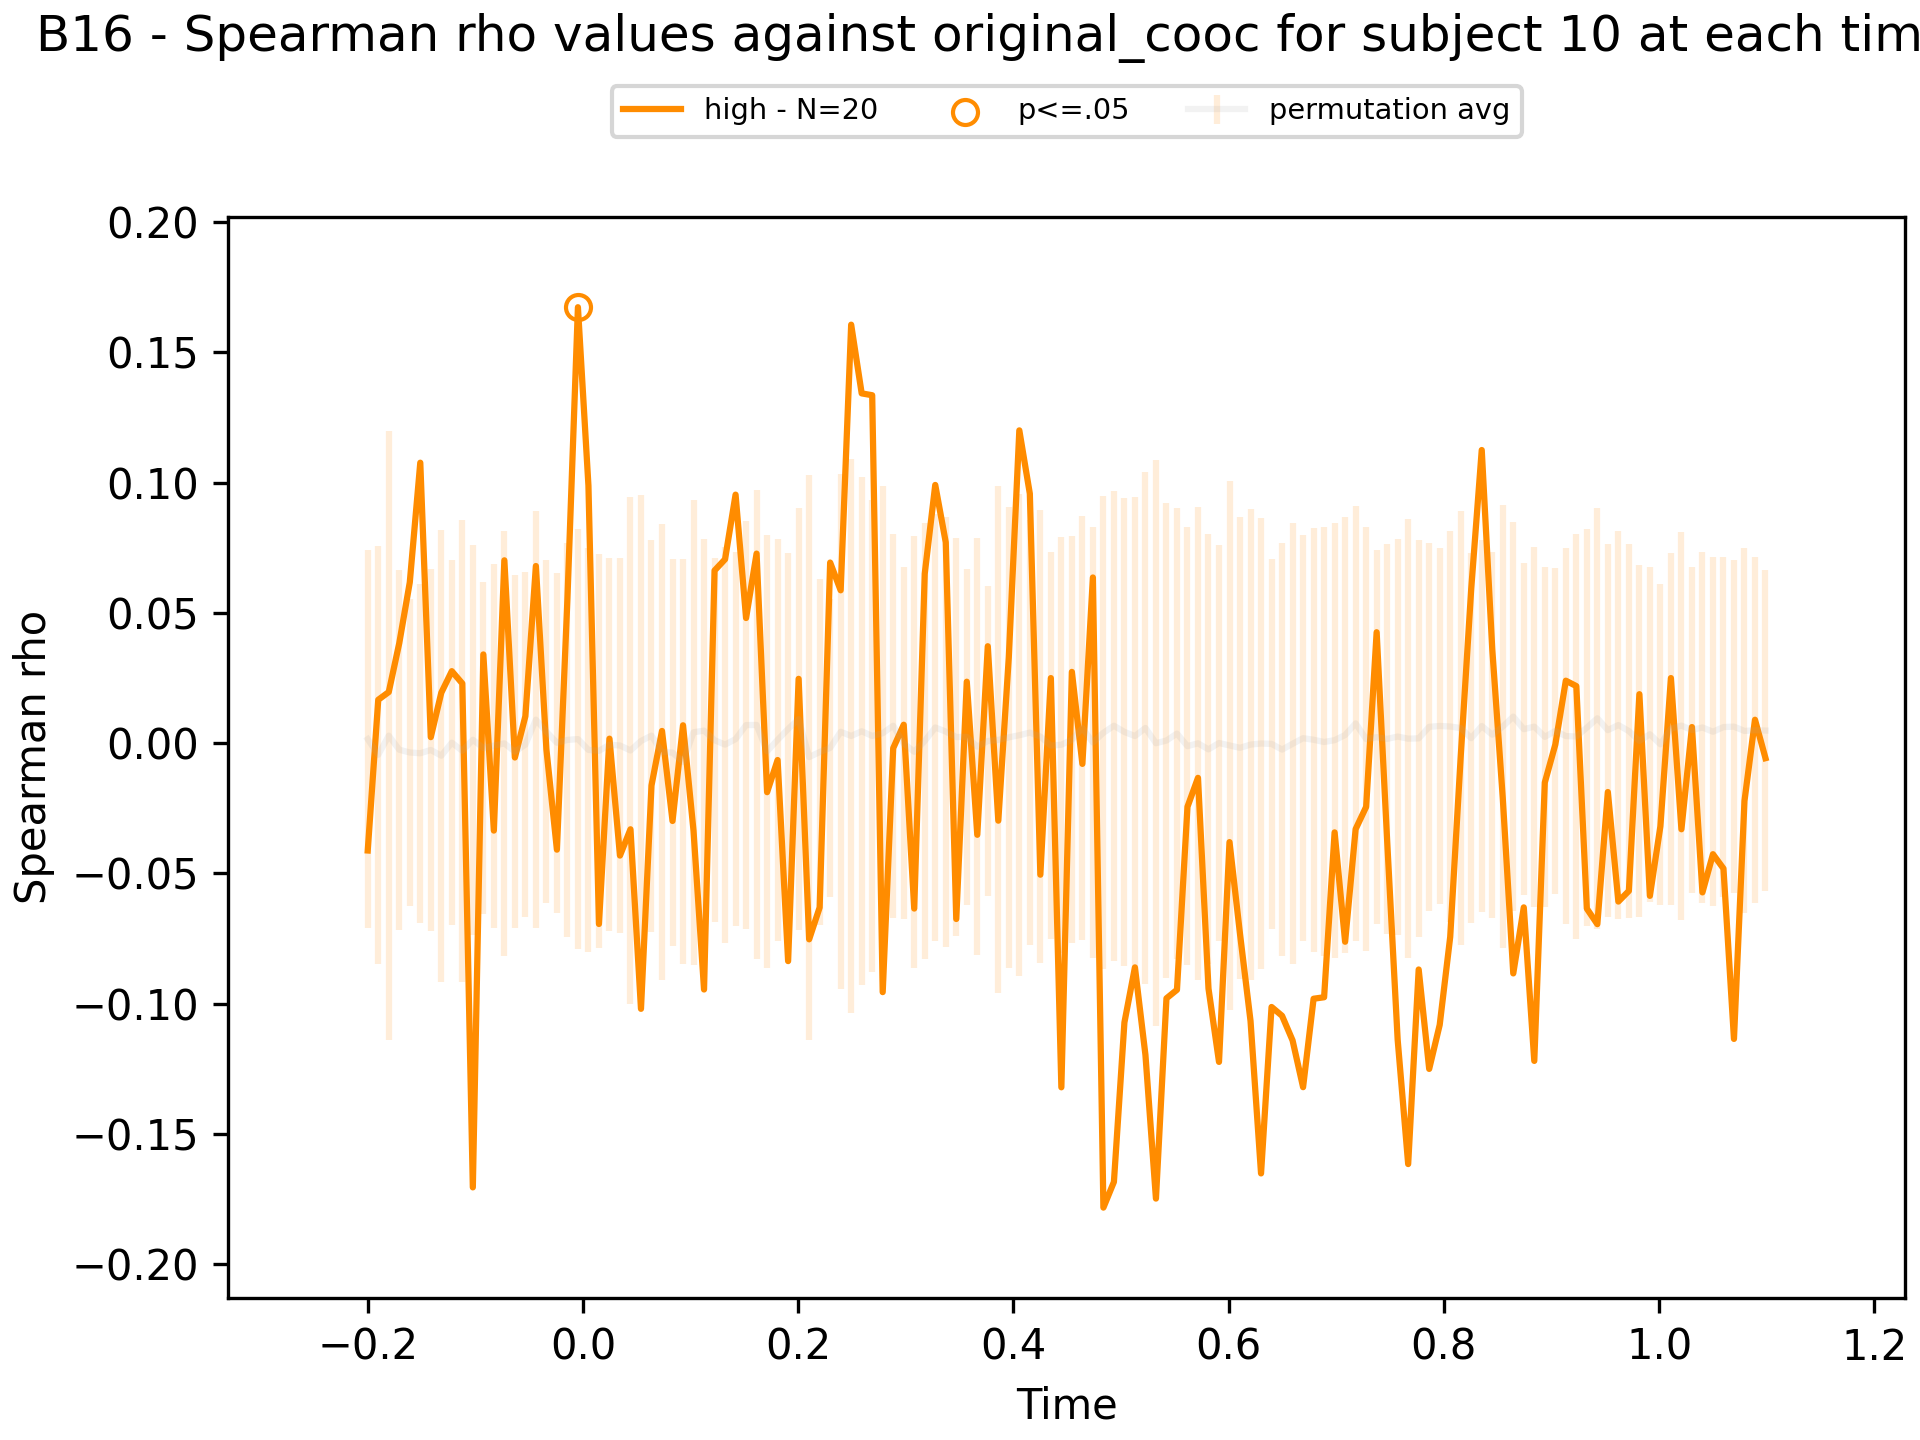 B16 - Spearman rho values against original_cooc for subject 10 at each tim
high - N=20 p<=.05 permutation avg
0.20
0.15
0.10
0.05
0.00
−0.05
−0.10
−0.15
−0.20
Spearman rho
−0.2 0.0 0.2 0.4 0.6 0.8 1.0 1.2
Time